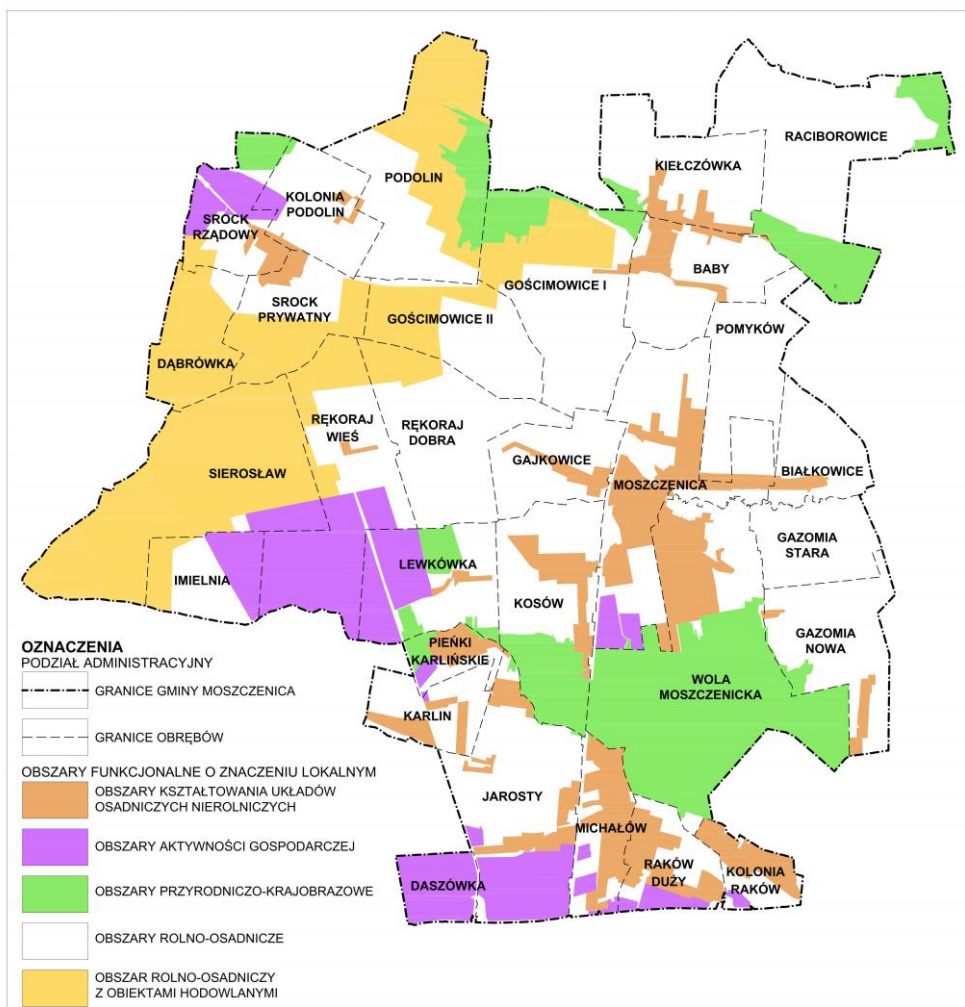 RACIBOROWICE
KIEŁCZÓWKA
PODOLIN
KOLONIA
PODOLIN
SROCK
RZĄDOWY
BABY
GOŚCIMOWICE I
SROCK
PRYWATNY
GOŚCIMOWICE II
POMYKÓW
DĄBRÓWKA
RĘKORAJ
WIEŚ
RĘKORAJ
DOBRA
GAJKOWICE
SIEROSŁAW
MOSZCZENICA
BIAŁKOWICE
GAZOMIA
STARA
LEWKÓWKA
IMIELNIA
KOSÓW
GAZOMIA
NOWA
PIEŃKI
KARLIŃSKIE
WOLA
MOSZCZENICKA
KARLIN
JAROSTY
MICHAŁÓW
RAKÓW
DUŻY
KOLONIA
RAKÓW
DASZÓWKA
OZNACZENIA
PODZIAŁ ADMINISTRACYJNY
GRANICE GMINY MOSZCZENICA
GRANICE OBRĘBÓW
OBSZARY FUNKCJONALNE O ZNACZENIU LOKALNYM
OBSZARY KSZTAŁTOWANIA UKŁADÓW
OSADNICZYCH NIEROLNICZYCH
OBSZARY AKTYWNOŚCI GOSPODARCZEJ
OBSZARY PRZYRODNICZO-KRAJOBRAZOWE
OBSZARY ROLNO-OSADNICZE
OBSZAR ROLNO-OSADNICZY
Z OBIEKTAMI HODOWLANYMI